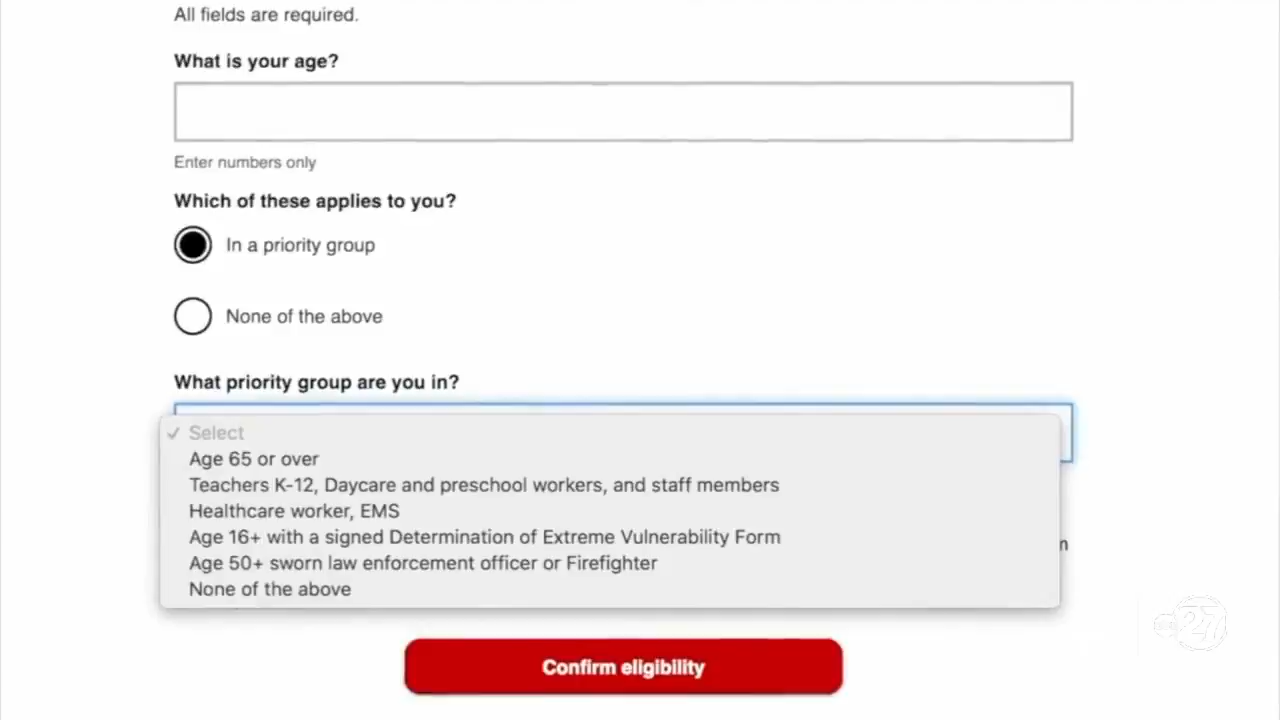 All fields are required.
What is your age?
Enter numbers only
Which of these applies to you?
In a priority group
None of the above
What priority group are you in?
✓ Select
Age 65 or over
Teachers K-12, Daycare and preschool workers, and staff members
Healthcare worker, EMS
Age 16+ with a signed Determination of Extreme Vulnerability Form
Age 50+ sworn law enforcement officer or Firefighter
None of the above
27
Confirm eligibility